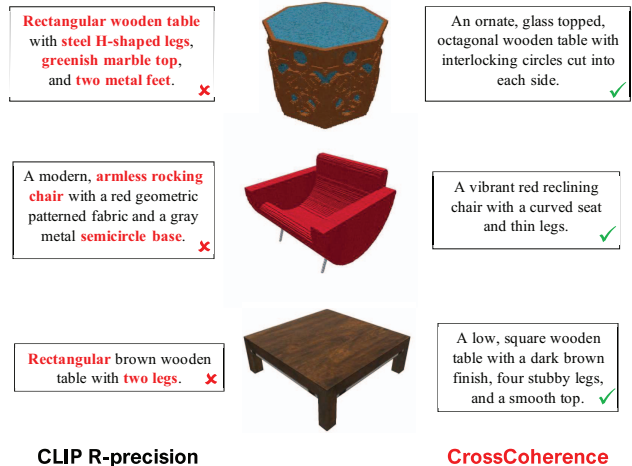 Rectangular wooden table
with steel H-shaped legs,
greenish marble top,
and two metal feet.
An ornate, glass topped,
octagonal wooden table with
interlocking circles cut into
each side.
A modern, armless rocking
chair with a red geometric
patterned fabric and a gray
metal semicircle base.
A vibrant red reclining
chair with a curved seat
and thin legs.
Rectangular brown wooden
table with two legs.
A low, square wooden
table with a dark brown
finish, four stubby legs,
and a smooth top.
CLIP R-precision
CrossCoherence